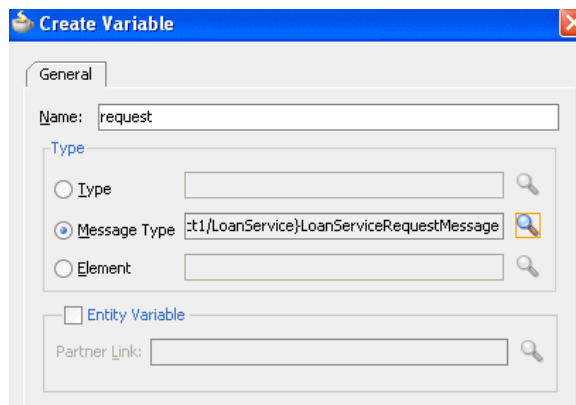 Create Variable
General
Name: request
Type
Type
Message Type :t1/LoanService}LoanServiceRequestMessage
Element
Entity Variable
Partner Link: